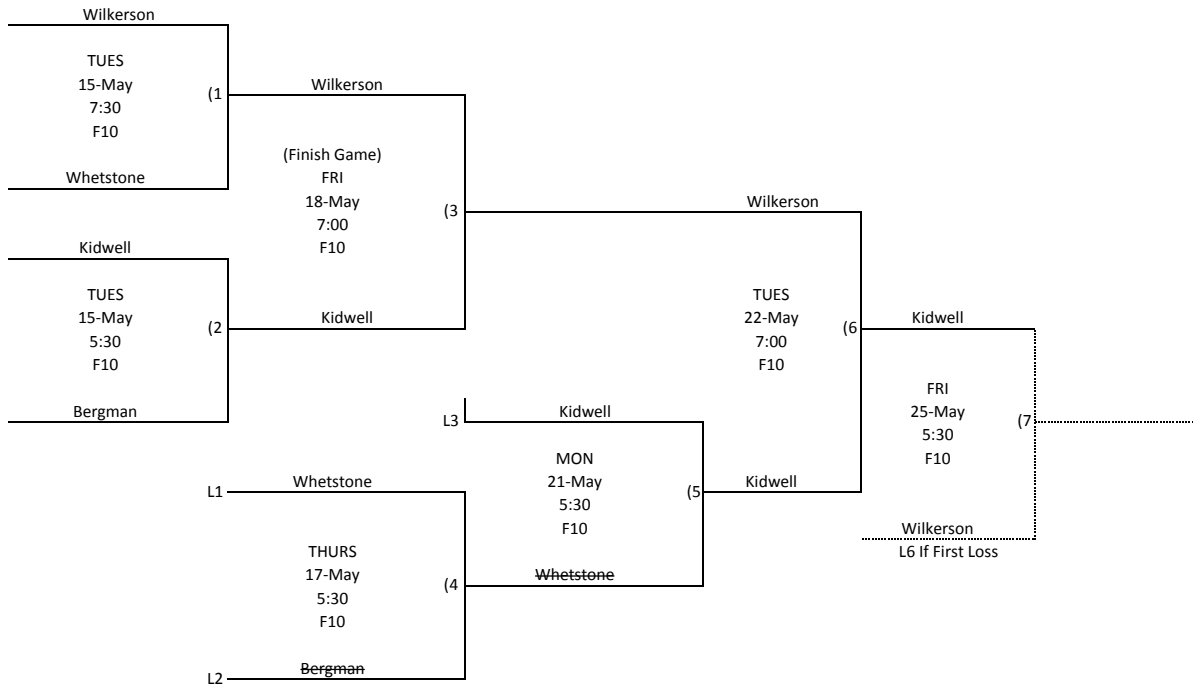 Wilkerson
TUES
15-May
7:30
F10
(1
Whetstone
Wilkerson
(Finish Game)
FRI
18-May
7:00
F10
(3
Kidwell
TUES
15-May
5:30
F10
(2
Bergman
Kidwell
Wilkerson
TUES
22-May
7:00
F10
(6
Kidwell
L3
Kidwell
MON
21-May
5:30
F10
(5
Kidwell
FRI
25-May
5:30
F10
(7
Wilkerson
L6 If First Loss
L1
Whetstone
THURS
17-May
5:30
F10
(4
Whetstone
L2
Bergman